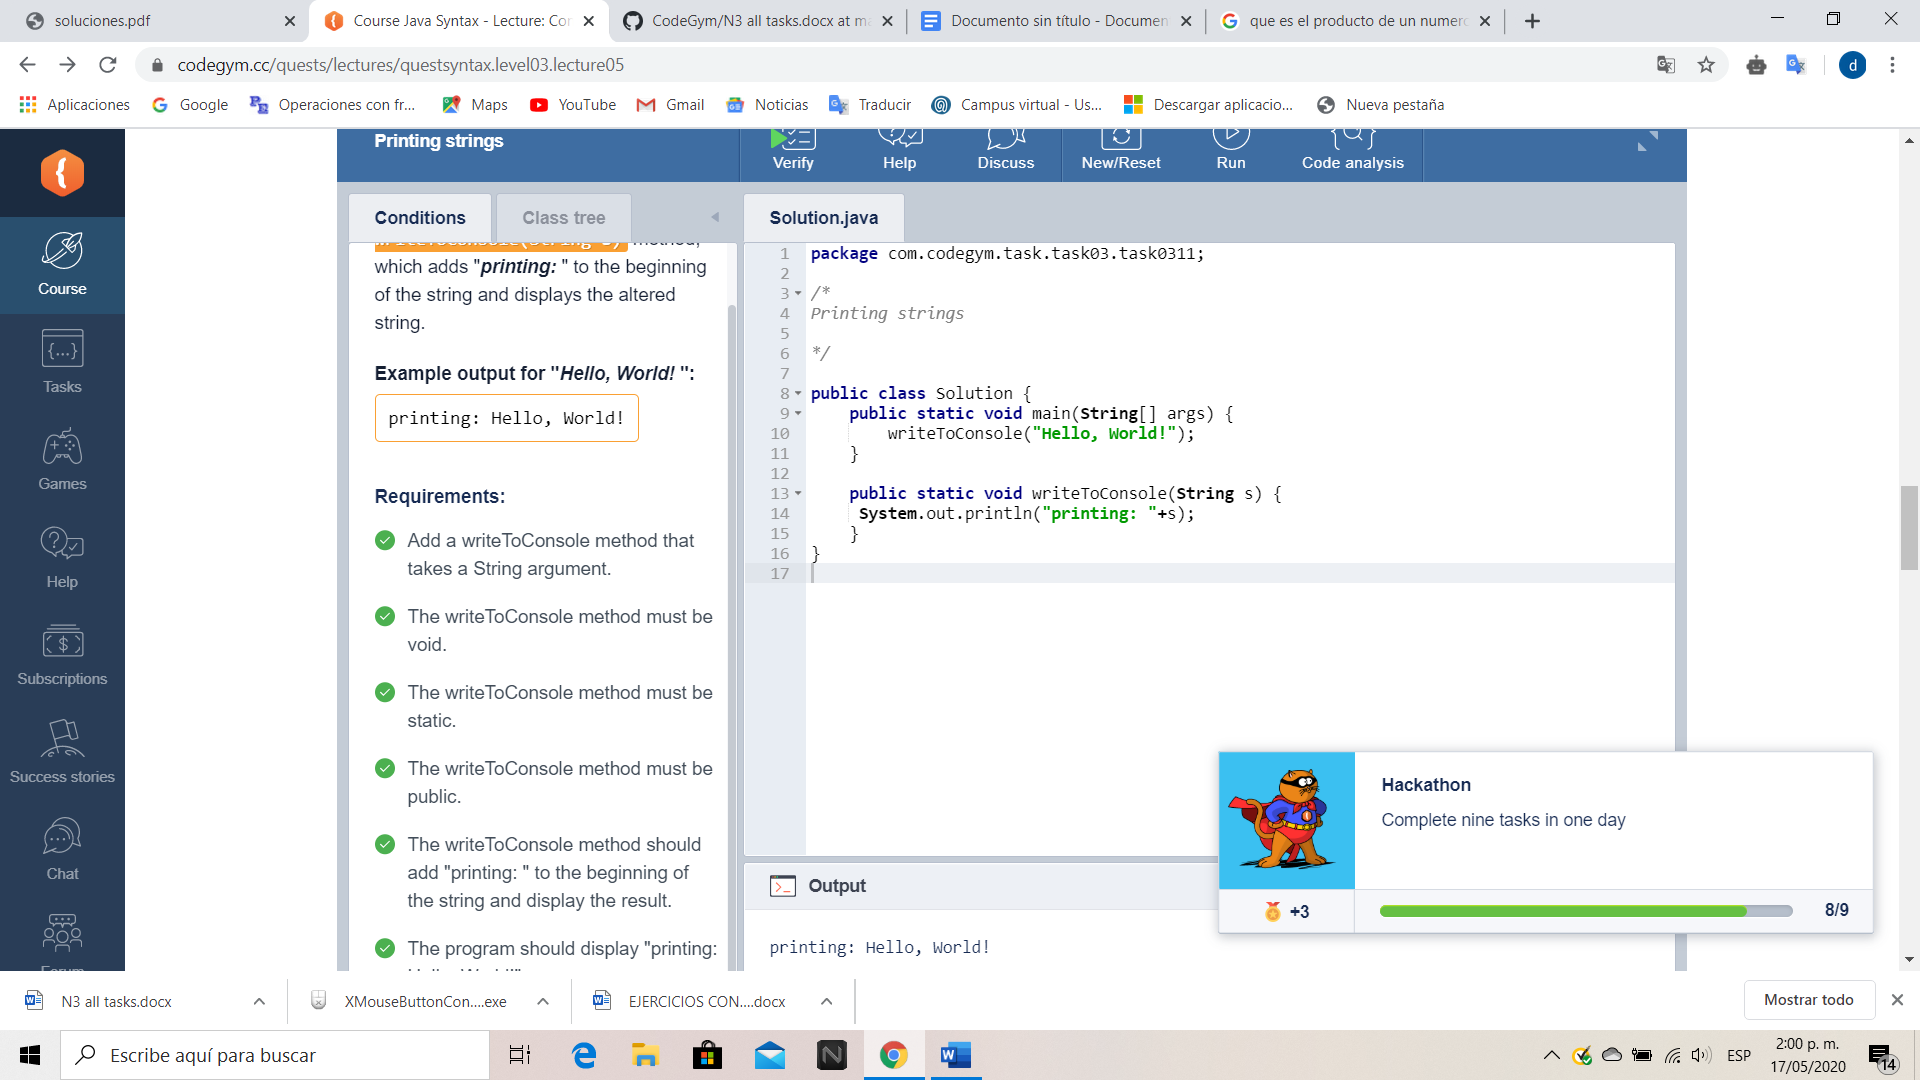 soluciones.pdf
Course Java Syntax - Lecture: Cor
CodeGym/N3 all tasks.docx at ma
Documento sin título - Documen
que es el producto de un numero
codegym.cc/quests/lectures/questsyntax.level03.lecture05
d
Aplicaciones
Google
Operaciones con fr...
Maps
YouTube
Gmail
Noticias
Traducir
Campus virtual - Us...
Descargar aplicacio...
Nueva pestaña
Printing strings
Verify
Help
Discuss
New/Reset
Run
Code analysis
Course
Tasks
Games
Help
Subscriptions
Success stories
Chat
Forum
Conditions
Class tree
writeToConsole(String s) method,
which adds "printing: " to the beginning
of the string and displays the altered
string.
Example output for "Hello, World! ":
printing: Hello, World!
Requirements:
Add a writeToConsole method that
takes a String argument.
The writeToConsole method must be
void.
The writeToConsole method must be
static.
The writeToConsole method must be
public.
The writeToConsole method should
add "printing: " to the beginning of
the string and display the result.
The program should display "printing:
Hello, World!"
Solution.java
1 package com.codegym.task.task03.task0311;
2
3 /*
4 Printing strings
5
6 */
7
8 public class Solution {
9 public static void main(String[] args) {
10 writeToConsole("Hello, World!");
11 }
12
13 public static void writeToConsole(String s) {
14 System.out.println("printing: "+s);
15 }
16 }
17
Output
printing: Hello, World!
Hackathon
Complete nine tasks in one day
+3
8/9
N3 all tasks.docx
XMouseButtonCon....exe
EJERCICIOS CON....docx
Mostrar todo
Escribe aquí para buscar
ESP
2:00 p. m.
17/05/2020
14